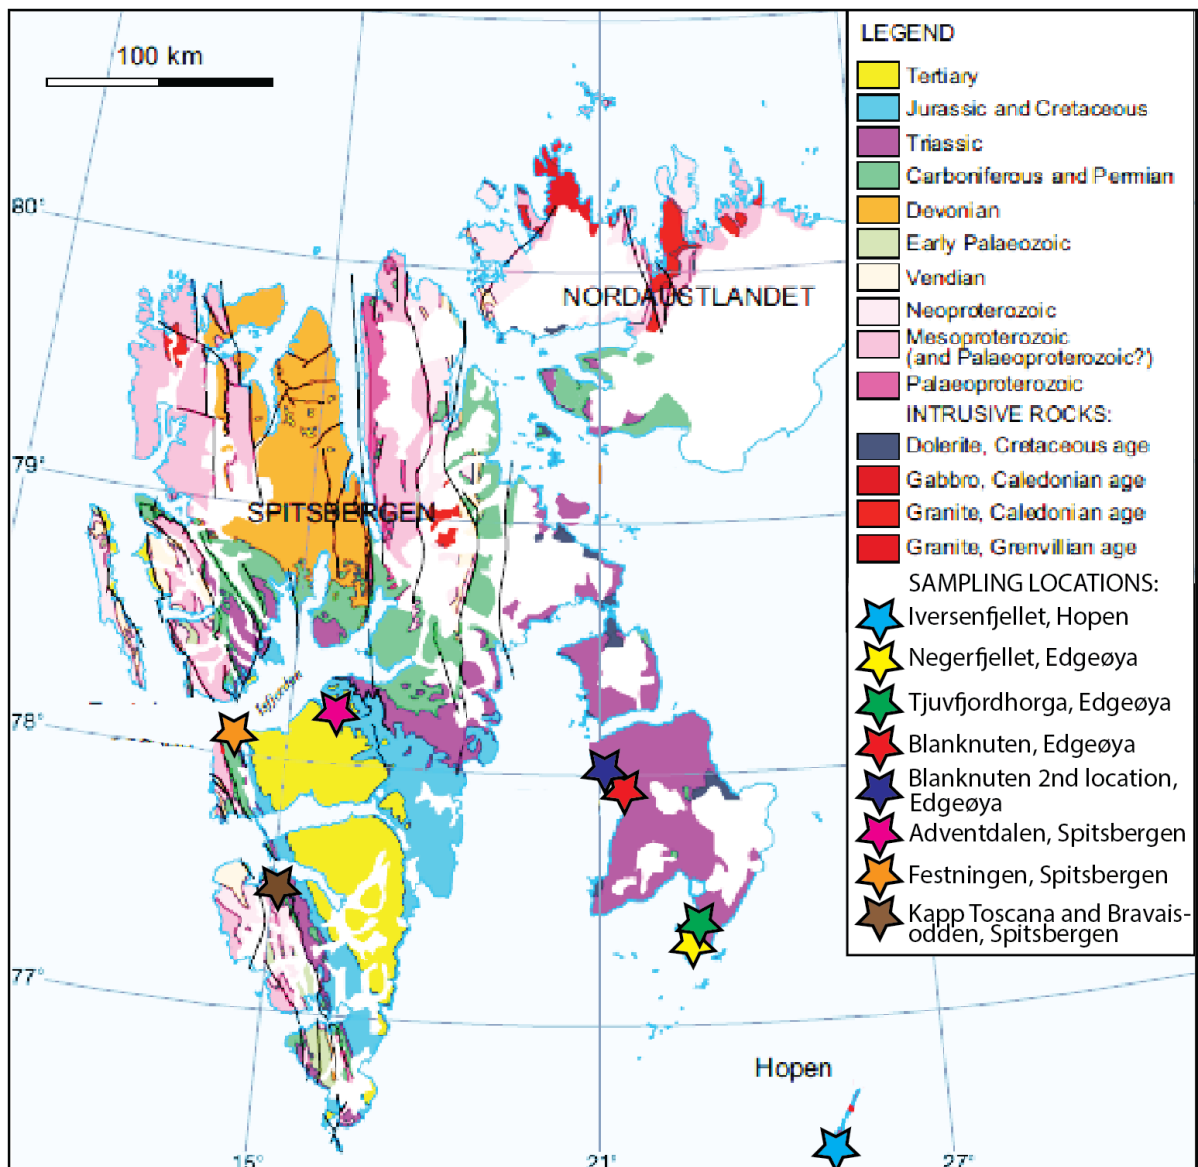 100 km
80°
79°
78°
77°
15°
21°
27°
NORDAUSTLANDET
SPITSBERGEN
Isfjorden
Hopen
LEGEND
Tertiary
Jurassic and Cretaceous
Triassic
Carboniferous and Permian
Devonian
Early Palaeozoic
Vendian
Neoproterozoic
Mesoproterozoic
(and Palaeoproterozoic?)
Palaeoproterozoic
INTRUSIVE ROCKS:
Dolerite, Cretaceous age
Gabbro, Caledonian age
Granite, Caledonian age
Granite, Grenvillian age
SAMPLING LOCATIONS:
Iversenfjellet, Hopen
Negerfjellet, Edgeøya
Tjuvfjordhorga, Edgeøya
Blanknuten, Edgeøya
Blanknuten 2nd location,
Edgeøya
Adventdalen, Spitsbergen
Festningen, Spitsbergen
Kapp Toscana and Bravais-
odden, Spitsbergen